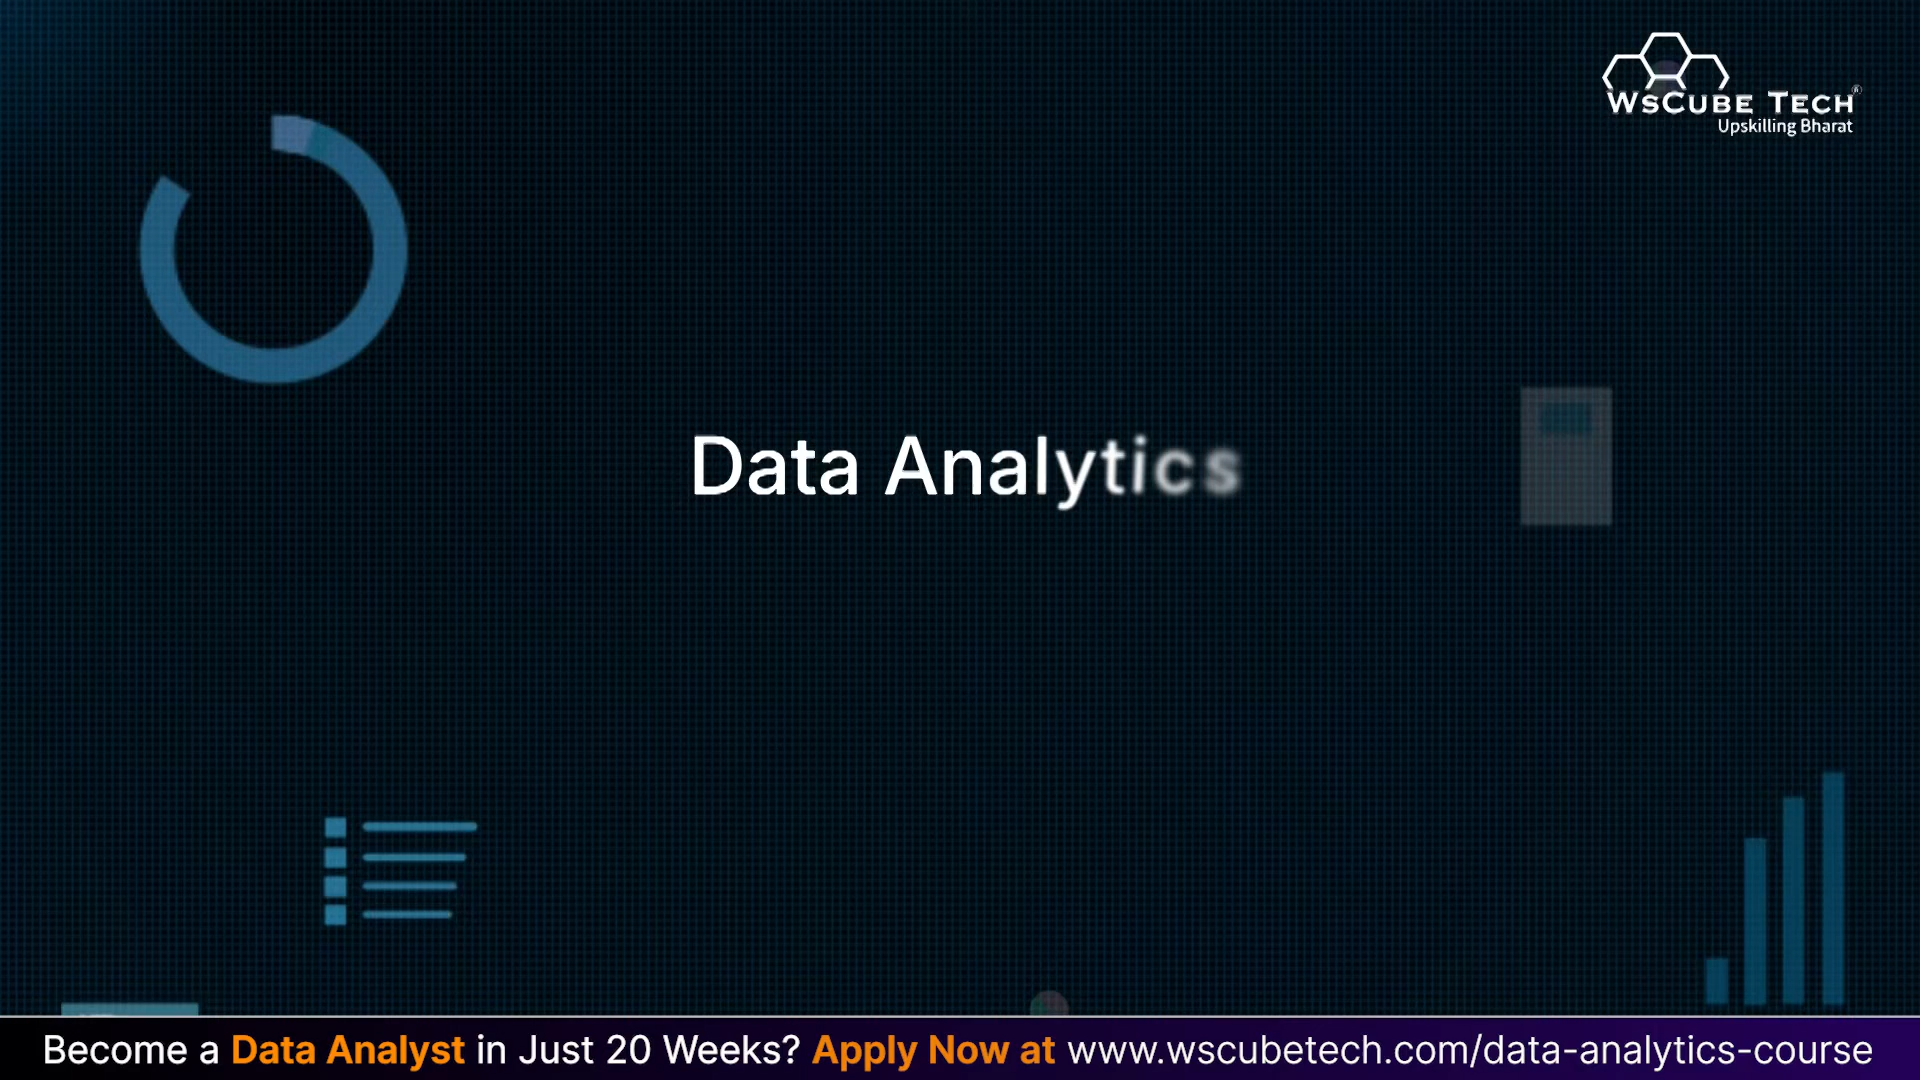 WsCube Tech®
Upskilling Bharat
Data Analytics
Become a Data Analyst in Just 20 Weeks? Apply Now at www.wscubetech.com/data-analytics-course